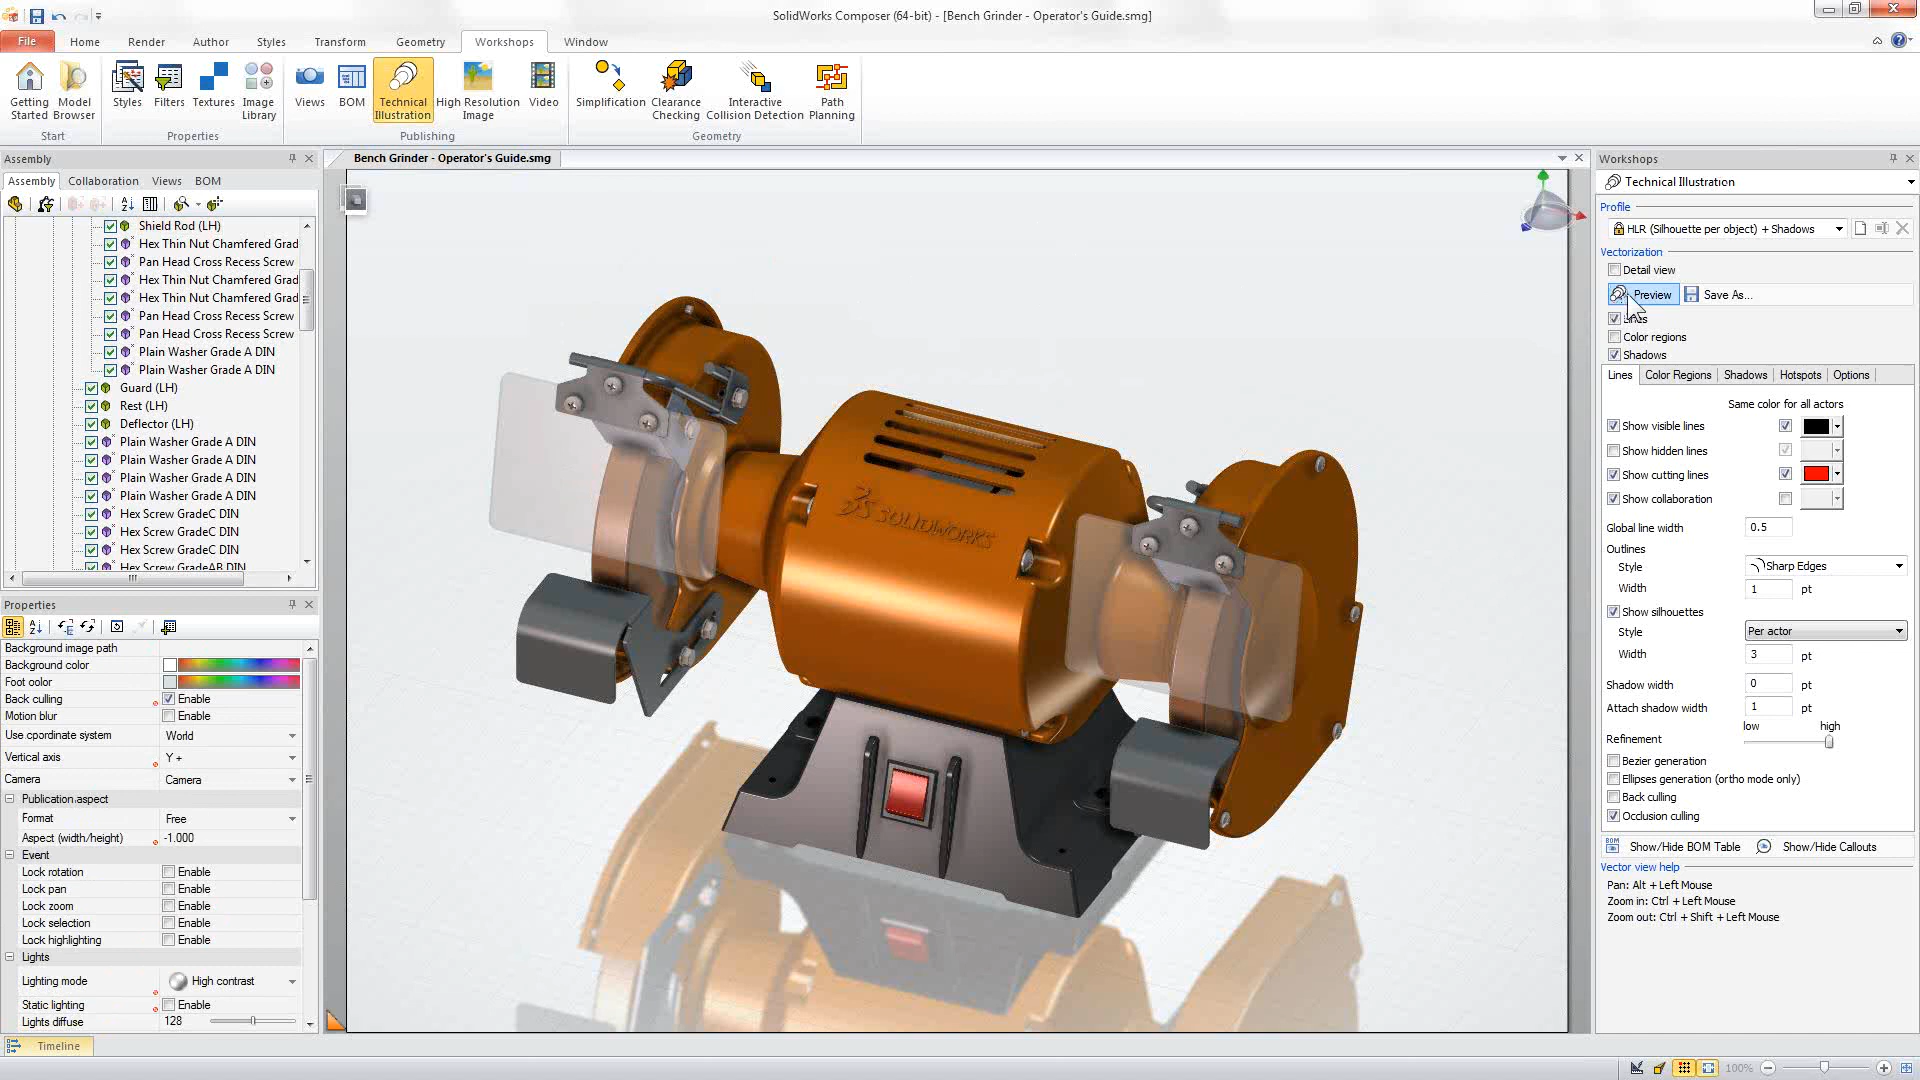 SolidWorks Composer (64-bit) - [Bench Grinder - Operator's Guide.smg]
File Home Render Author Styles Transform Geometry Workshops Window
Getting Started Model Browser Styles Filters Textures Image Library Views BOM Technical Illustration High Resolution Image Video Simplification Clearance Checking Interactive Collision Detection Path Planning
Start Properties Publishing Geometry
Assembly
Assembly Collaboration Views BOM
Shield Rod (LH)
Hex Thin Nut Chamfered Grad
Pan Head Cross Recess Screw
Hex Thin Nut Chamfered Grad
Hex Thin Nut Chamfered Grad
Pan Head Cross Recess Screw
Pan Head Cross Recess Screw
Plain Washer Grade A DIN
Plain Washer Grade A DIN
Guard (LH)
Rest (LH)
Deflector (LH)
Plain Washer Grade A DIN
Plain Washer Grade A DIN
Plain Washer Grade A DIN
Plain Washer Grade A DIN
Hex Screw GradeC DIN
Hex Screw GradeC DIN
Hex Screw GradeC DIN
Hex Screw GradeAB DIN
Properties
Background image path
Background color
Foot color
Back culling Enable
Motion blur Enable
Use coordinate system World
Vertical axis Y +
Camera Camera
Publication aspect
Format Free
Aspect (width/height) -1.000
Event
Lock rotation Enable
Lock pan Enable
Lock zoom Enable
Lock selection Enable
Lock highlighting Enable
Lights
Lighting mode High contrast
Static lighting Enable
Lights diffuse 128
Timeline
Bench Grinder - Operator's Guide.smg
SOLIDWORKS
Workshops
Technical Illustration
Profile
HLR (Silhouette per object) + Shadows
Vectorization
Detail view
Preview Save As...
Lines
Color regions
Shadows
Lines Color Regions Shadows Hotspots Options
Same color for all actors
Show visible lines
Show hidden lines
Show cutting lines
Show collaboration
Global line width 0.5
Outlines
Style Sharp Edges
Width 1 pt
Show silhouettes
Style Per actor
Width 3 pt
Shadow width 0 pt
Attach shadow width 1 pt
low high
Refinement
Bezier generation
Ellipses generation (ortho mode only)
Back culling
Occlusion culling
BOM Show/Hide BOM Table Show/Hide Callouts
Vector view help
Pan: Alt + Left Mouse
Zoom in: Ctrl + Left Mouse
Zoom out: Ctrl + Shift + Left Mouse
100%